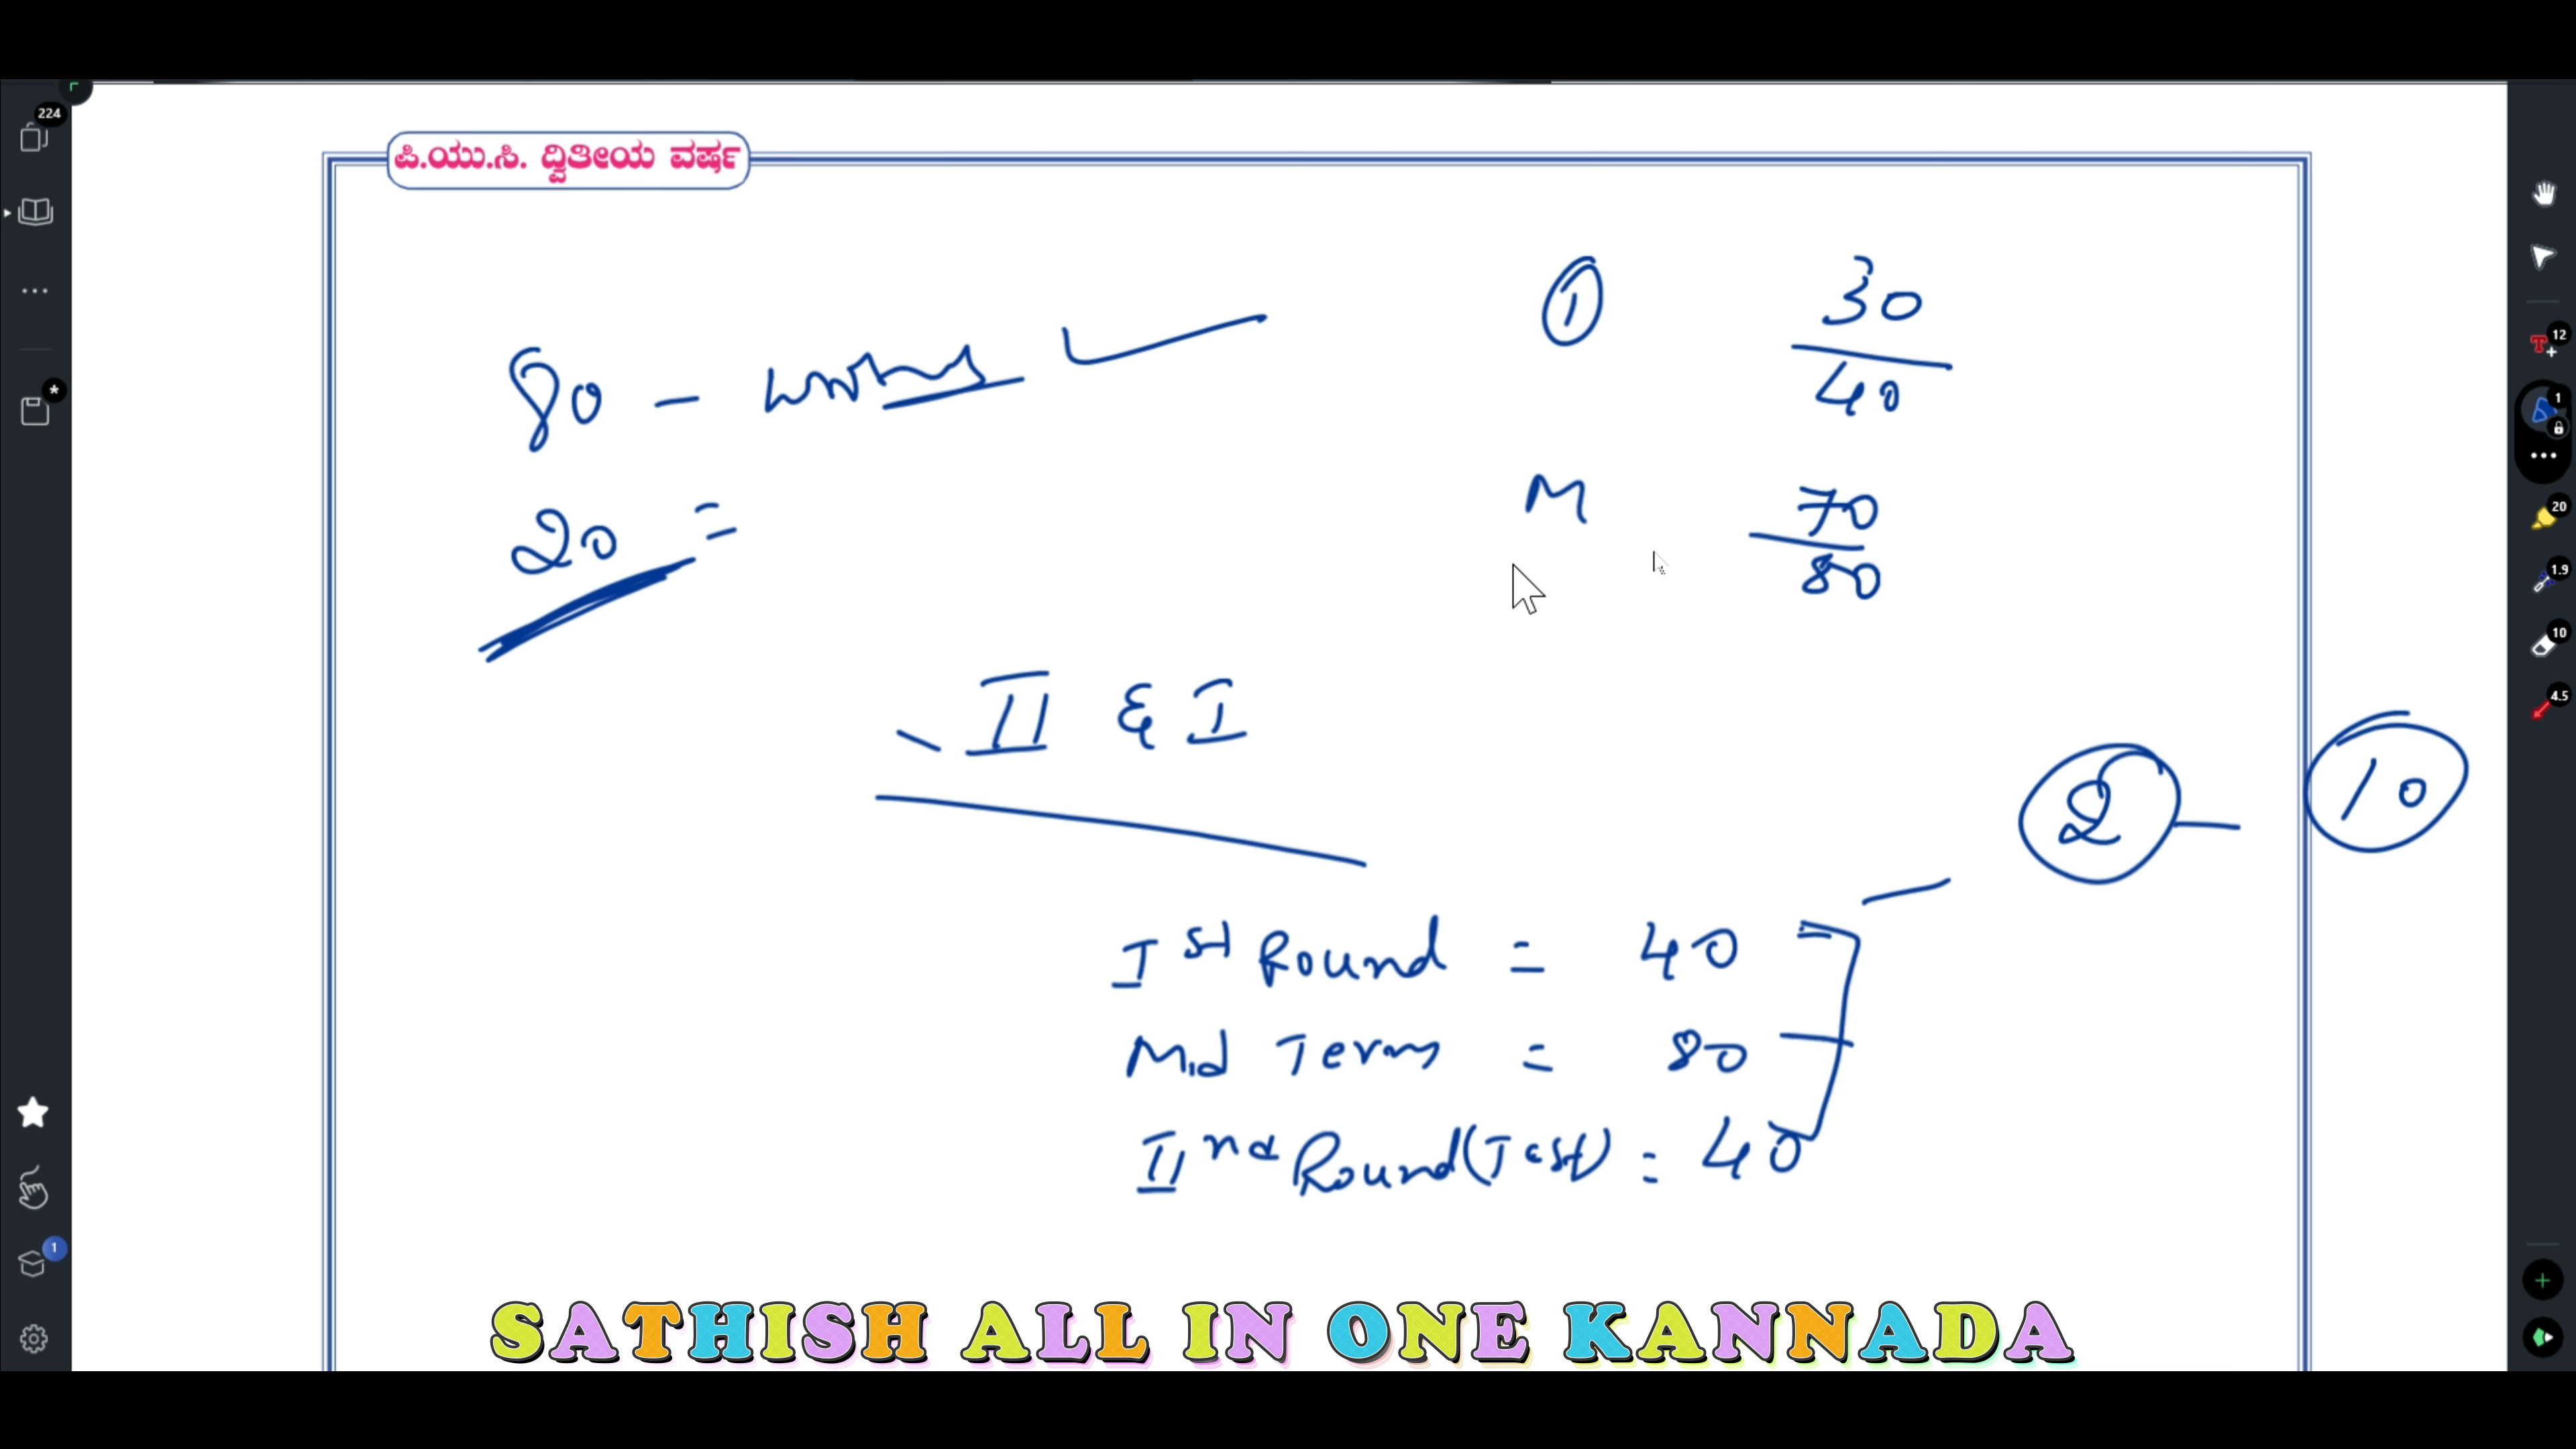 ಪಿ.ಯು.ಸಿ. ದ್ವಿತೀಯ ವರ್ಷ
① 30
40
80 -
M 70
80
20 =
II & I
2 - 10
Ist Round = 40
Mid Term = 80
IInd Round (Test) = 40
SATHISH ALL IN ONE KANNADA
224
*
1
12
1
20
1.9
10
4.5